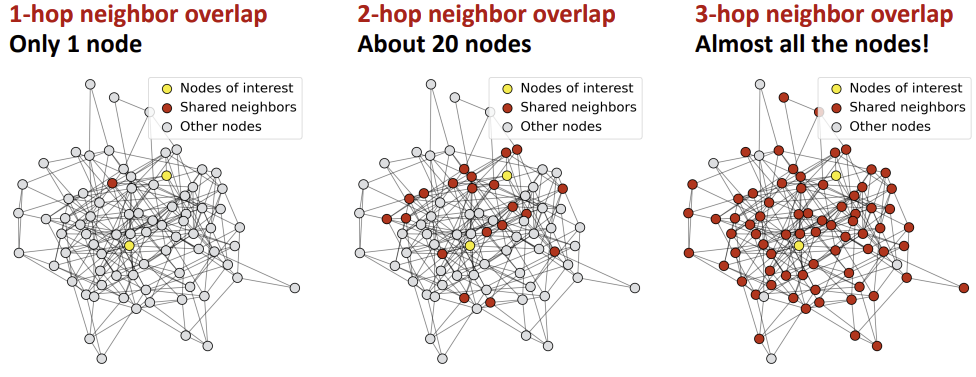 1-hop neighbor overlap
Only 1 node
Nodes of interest
Shared neighbors
Other nodes
2-hop neighbor overlap
About 20 nodes
Nodes of interest
Shared neighbors
Other nodes
3-hop neighbor overlap
Almost all the nodes!
Nodes of interest
Shared neighbors
Other nodes